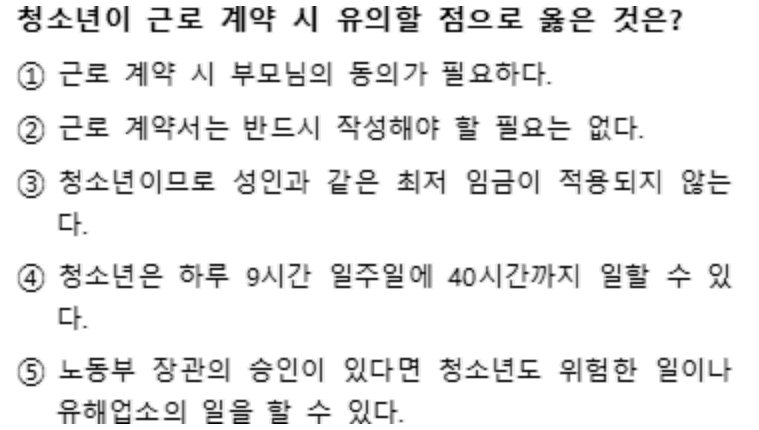 청소년이 근로 계약 시 유의할 점으로 옳은 것은?
① 근로 계약 시 부모님의 동의가 필요하다.
② 근로 계약서는 반드시 작성해야 할 필요는 없다.
③ 청소년이므로 성인과 같은 최저 임금이 적용되지 않는
다.
④ 청소년은 하루 9시간 일주일에 40시간까지 일할 수 있
다.
⑤ 노동부 장관의 승인이 있다면 청소년도 위험한 일이나
유해업소의 일을 할 수 있다.